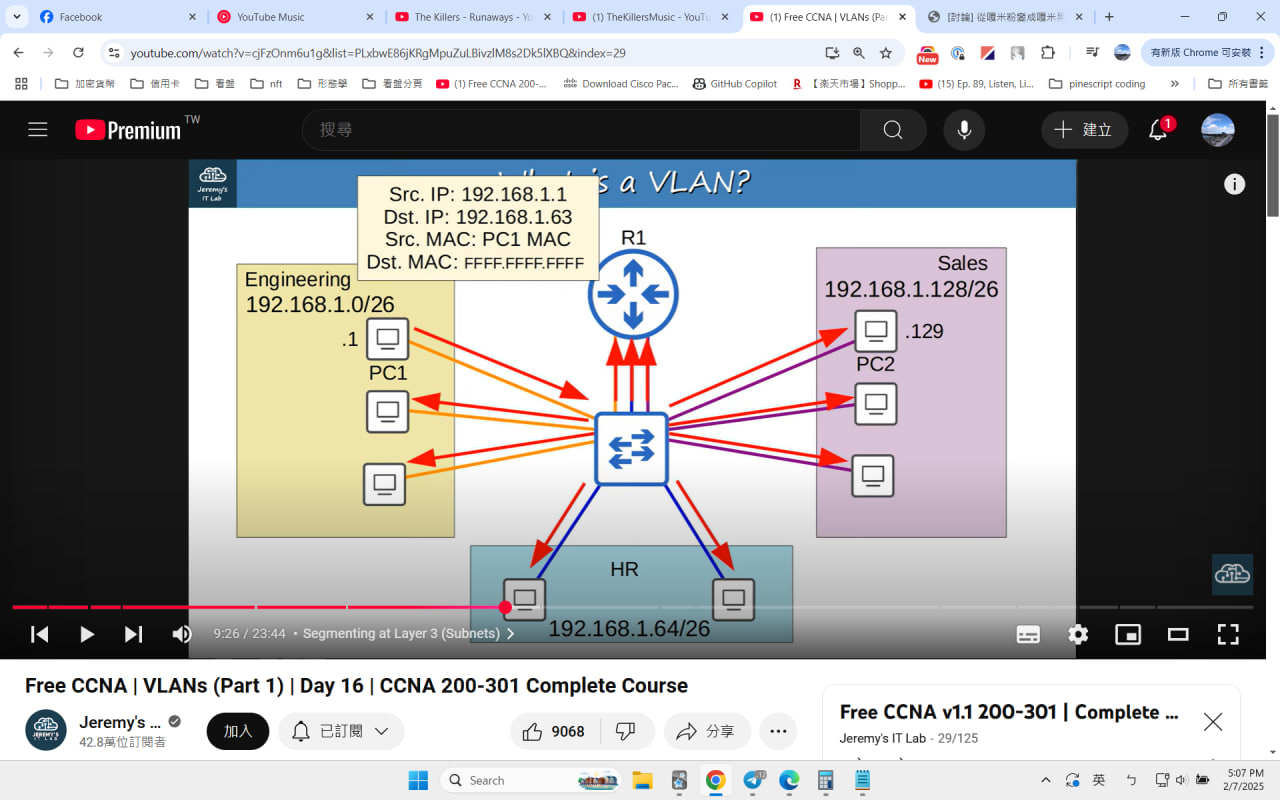 Facebook
YouTube Music
The Killers - Runaways - Yo
(1) TheKillersMusic - YouTu
(1) Free CCNA | VLANs (Par
[討論] 從嘎米粉變成嘎米黑
youtube.com/watch?v=cjFzOnm6u1g&list=PLxbwE86jKRgMpuZuLBivzlM8s2Dk5lXBQ&index=29
New
有新版 Chrome 可安裝
加密貨幣
信用卡
看盤
nft
形態學
看盤分頁
(1) Free CCNA 200-...
Download Cisco Pac...
GitHub Copilot
R
【楽天市場】Shopp...
(15) Ep. 89, Listen, Li...
pinescript coding
»
所有書籤
Premium TW
搜尋
建立
1
Jeremy's
IT Lab
is a VLAN?
Src. IP: 192.168.1.1
Dst. IP: 192.168.1.63
Src. MAC: PC1 MAC
Dst. MAC: FFFF.FFFF.FFFF
R1
Engineering
192.168.1.0/26
.1
PC1
Sales
192.168.1.128/26
.129
PC2
HR
192.168.1.64/26
9:26 / 23:44 • Segmenting at Layer 3 (Subnets)
Free CCNA | VLANs (Part 1) | Day 16 | CCNA 200-301 Complete Course
JEREMY'S
Jeremy's ...
42.8萬位訂閱者
加入
已訂閱
9068
分享
Free CCNA v1.1 200-301 | Complete ...
Jeremy's IT Lab - 29/125
Search
英
ㄅ
5:07 PM
2/7/2025